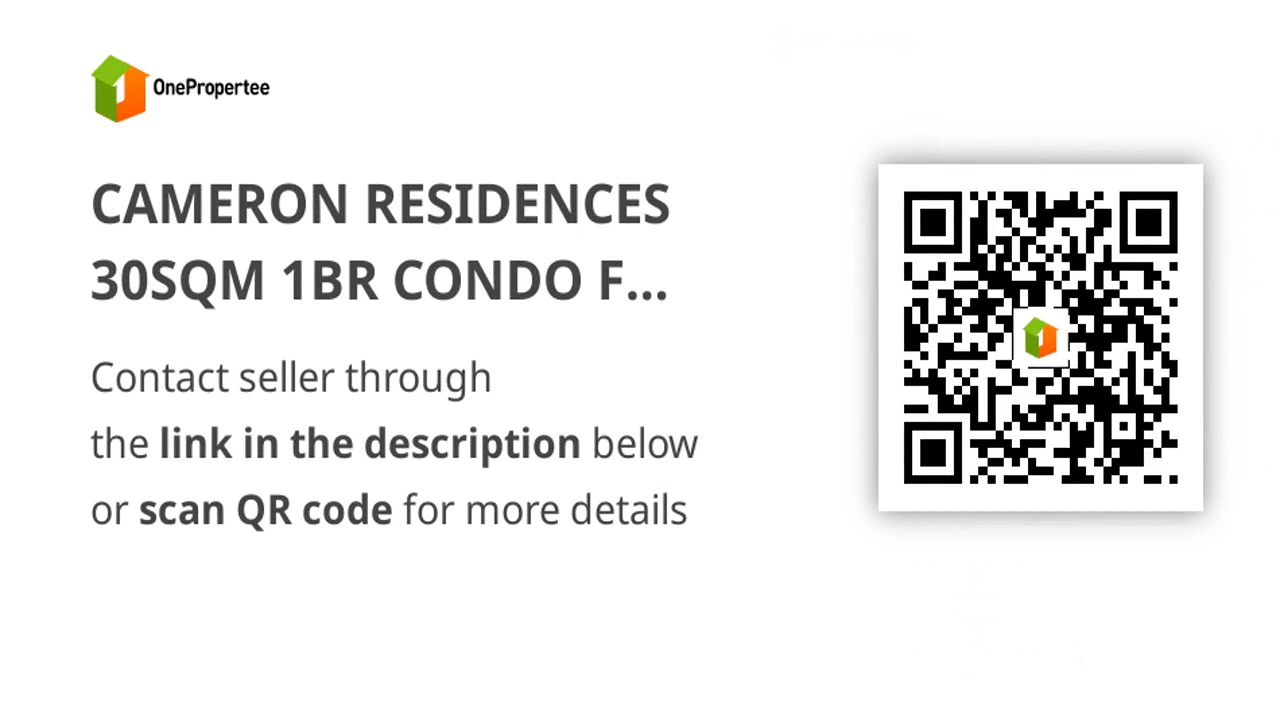 OnePropertee
CAMERON RESIDENCES
30SQM 1BR CONDO F...
Contact seller through
the link in the description below
or scan QR code for more details